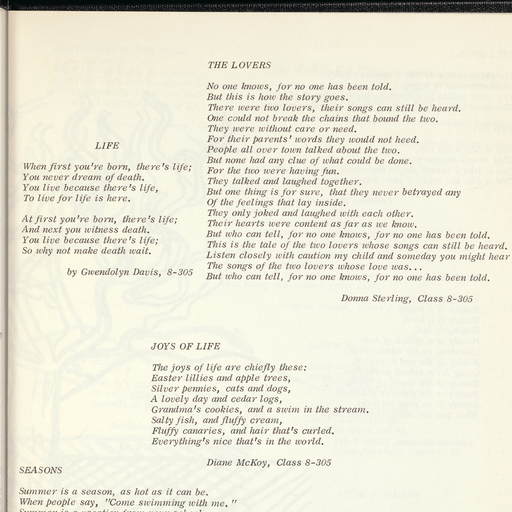 LIFE
When first you're born, there's life;
You never dream of death.
You live because there's life,
To live for life is here.
At first you're born, there's life;
And next you witness death.
You live because there's life;
So why not make death wait.
by Gwendolyn Davis, 8-305
THE LOVERS
No one knows, for no one has been told.
But this is how the story goes.
There were two lovers, their songs can still be heard.
One could not break the chains that bound the two.
They were without care or need.
For their parents' words they would not heed.
People all over town talked about the two.
But none had any clue of what could be done.
For the two were having fun.
They talked and laughed together.
But one thing is for sure, that they never betrayed any
Of the feelings that lay inside.
They only joked and laughed with each other.
Their hearts were content as far as we know.
But who can tell, for no one knows, for no one has been told.
This is the tale of the two lovers whose songs can still be heard.
Listen closely with caution my child and someday you might hear
The songs of the two lovers whose love was...
But who can tell, for no one knows, for no one has been told.
Donna Sterling, Class 8-305
JOYS OF LIFE
The joys of life are chiefly these:
Easter lillies and apple trees,
Silver pennies, cats and dogs,
A lovely day and cedar logs,
Grandma's cookies, and a swim in the stream.
Salty fish, and fluffy cream,
Fluffy canaries, and hair that's curled.
Everything's nice that's in the world.
Diane McKoy, Class 8-305
SEASONS
Summer is a season, as hot as it can be.
When people say, "Come swimming with me."